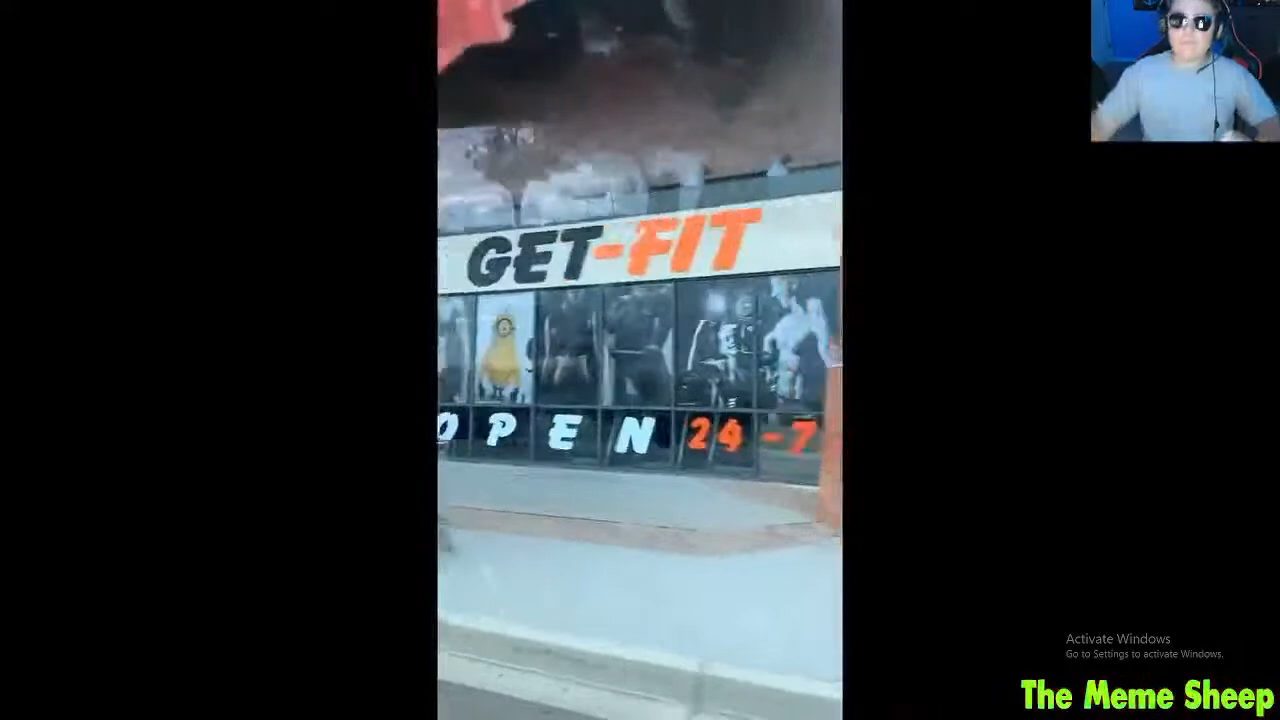 GET-FIT
OPEN 24-7
Activate Windows
Go to Settings to activate Windows.
The Meme Sheep